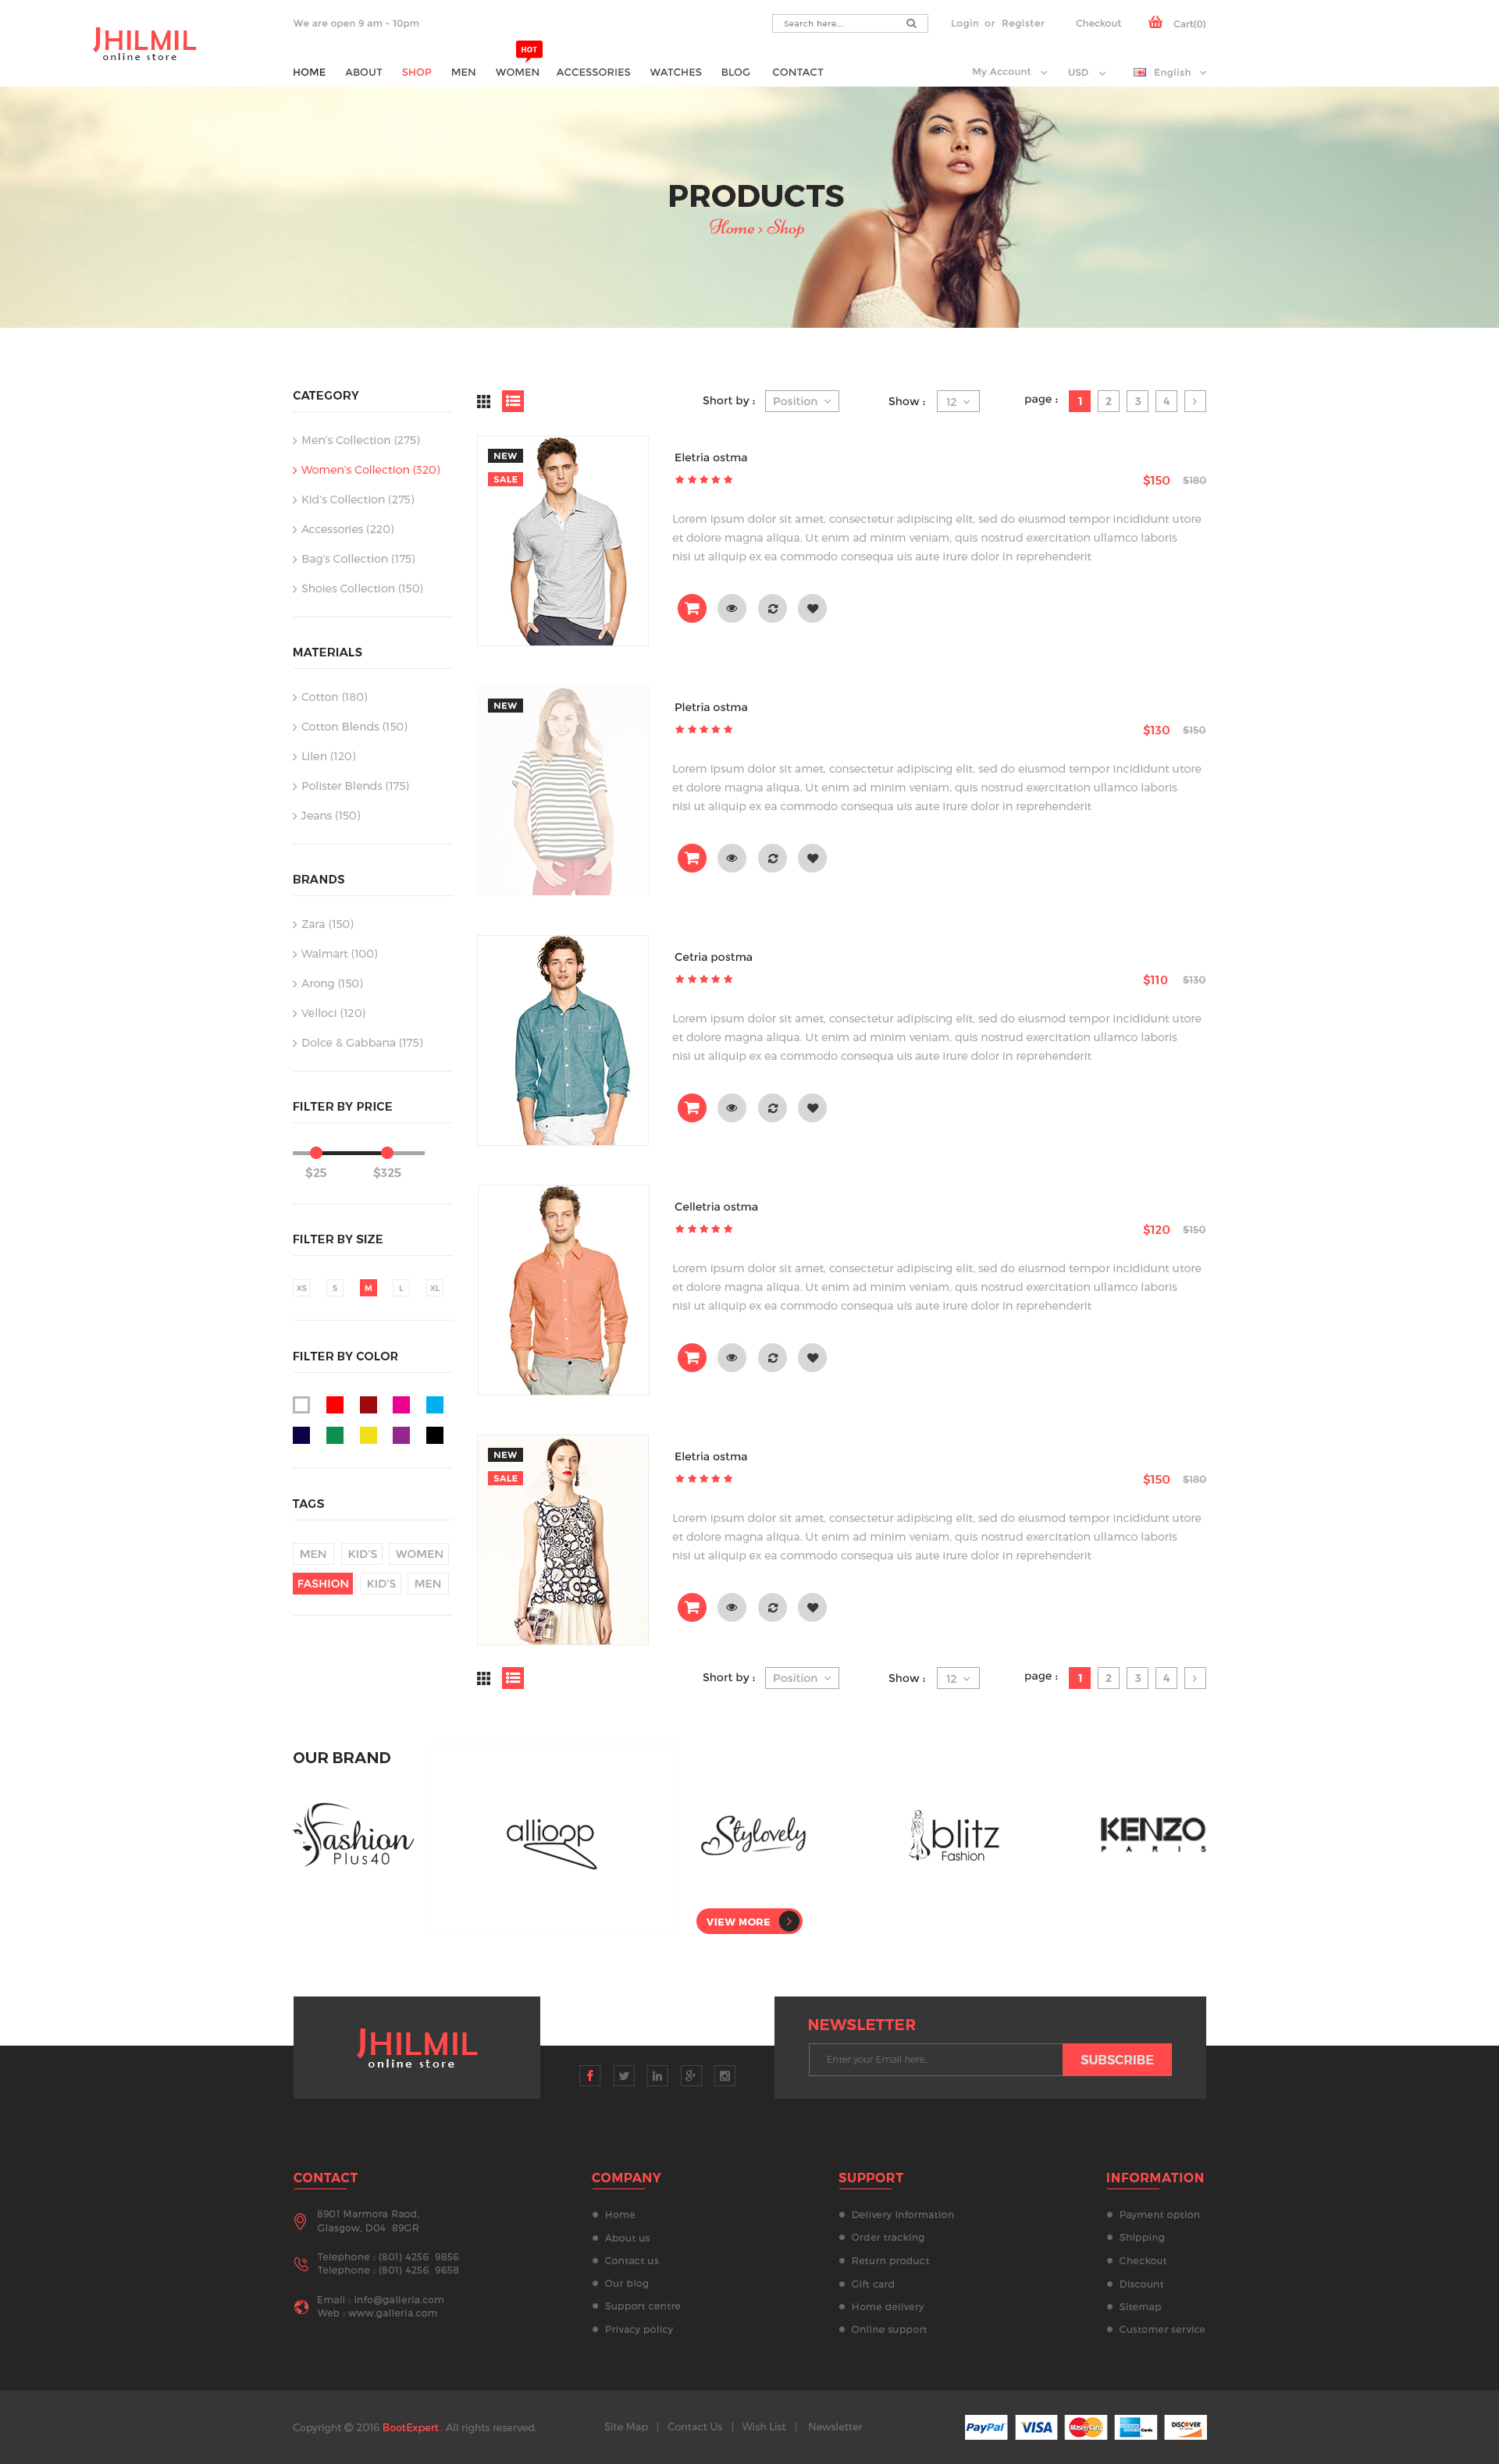 We are open 9 am - 10pm
Search here...
Login or Register
Checkout
Cart(0)
JHILMIL
online store
HOT
HOME ABOUT SHOP MEN WOMEN ACCESSORIES WATCHES BLOG CONTACT
My Account USD English
PRODUCTS
Home > Shop
CATEGORY
Men's Collection (275)
Women's Collection (320)
Kid's Collection (275)
Accessories (220)
Bag's Collection (175)
Shoies Collection (150)
MATERIALS
Cotton (180)
Cotton Blends (150)
Lilen (120)
Polister Blends (175)
Jeans (150)
BRANDS
Zara (150)
Walmart (100)
Arong (150)
Velloci (120)
Dolce & Gabbana (175)
FILTER BY PRICE
$25 $325
FILTER BY SIZE
XS S M L XL
FILTER BY COLOR
TAGS
MEN KID'S WOMEN
FASHION KID'S MEN
Short by : Position Show : 12 page : 1 2 3 4 >
NEW
SALE
Eletria ostma
$150 $180
Lorem ipsum dolor sit amet, consectetur adipiscing elit, sed do eiusmod tempor incididunt utore
et dolore magna aliqua. Ut enim ad minim veniam, quis nostrud exercitation ullamco laboris
nisi ut aliquip ex ea commodo consequa uis aute irure dolor in reprehenderit
NEW
Pletria ostma
$130 $150
Lorem ipsum dolor sit amet, consectetur adipiscing elit, sed do eiusmod tempor incididunt utore
et dolore magna aliqua. Ut enim ad minim veniam, quis nostrud exercitation ullamco laboris
nisi ut aliquip ex ea commodo consequa uis aute irure dolor in reprehenderit
Cetria postma
$110 $130
Lorem ipsum dolor sit amet, consectetur adipiscing elit, sed do eiusmod tempor incididunt utore
et dolore magna aliqua. Ut enim ad minim veniam, quis nostrud exercitation ullamco laboris
nisi ut aliquip ex ea commodo consequa uis aute irure dolor in reprehenderit
Celletria ostma
$120 $150
Lorem ipsum dolor sit amet, consectetur adipiscing elit, sed do eiusmod tempor incididunt utore
et dolore magna aliqua. Ut enim ad minim veniam, quis nostrud exercitation ullamco laboris
nisi ut aliquip ex ea commodo consequa uis aute irure dolor in reprehenderit
NEW
SALE
Eletria ostma
$150 $180
Lorem ipsum dolor sit amet, consectetur adipiscing elit, sed do eiusmod tempor incididunt utore
et dolore magna aliqua. Ut enim ad minim veniam, quis nostrud exercitation ullamco laboris
nisi ut aliquip ex ea commodo consequa uis aute irure dolor in reprehenderit
Short by : Position Show : 12 page : 1 2 3 4 >
OUR BRAND
Fashion
Plus40
allioop
Stylovely
blitz
Fashion
KENZO
PARIS
VIEW MORE
JHILMIL
online store
NEWSLETTER
Enter your Email here...
SUBSCRIBE
CONTACT
8901 Marmora Raod,
Glasgow, D04 89GR
Telephone : (801) 4256 9856
Telephone : (801) 4256 9658
Email : info@galleria.com
Web : www.galleria.com
COMPANY
Home
About us
Contact us
Our blog
Support centre
Privacy policy
SUPPORT
Delivery information
Order tracking
Return product
Gift card
Home delivery
Online support
INFORMATION
Payment option
Shipping
Checkout
Discount
Sitemap
Customer service
Copyright © 2016 BootExpert . All rights reserved.
Site Map | Contact Us | Wish List | Newsletter
PayPal VISA MasterCard DISCOVER